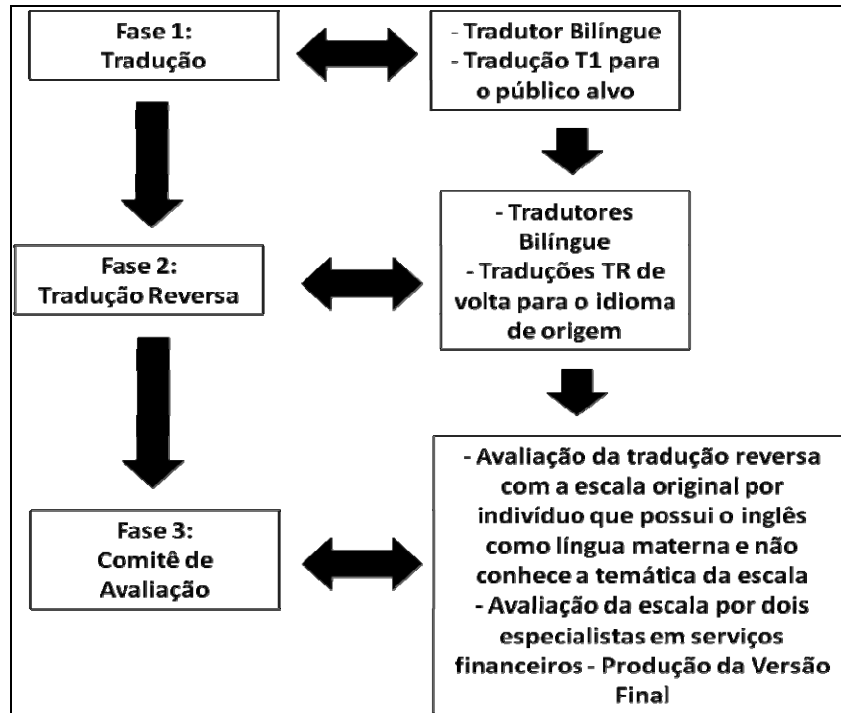 Fase 1:
Tradução
- Tradutor Bilíngue
- Tradução T1 para
o público alvo
Fase 2:
Tradução Reversa
- Tradutores
Bilíngue
- Traduções TR de
volta para o idioma
de origem
Fase 3:
Comitê de
Avaliação
- Avaliação da tradução reversa
com a escala original por
indivíduo que possui o inglês
como língua materna e não
conhece a temática da escala
- Avaliação da escala por dois
especialistas em serviços
financeiros - Produção da Versão
Final